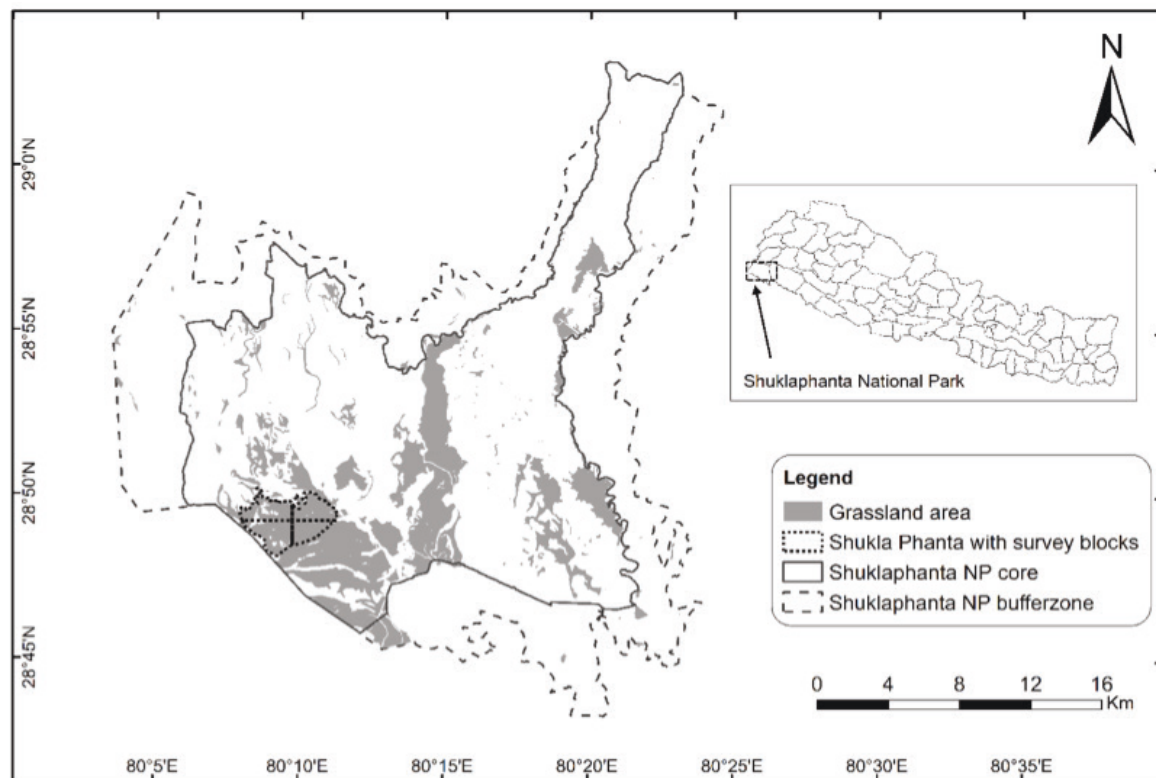 N
29°0'N
28°55'N
28°50'N
28°45'N
Shuklaphanta National Park
Legend
Grassland area
Shukla Phanta with survey blocks
Shuklaphanta NP core
Shuklaphanta NP bufferzone
0 4 8 12 16
Km
80°5'E 80°10'E 80°15'E 80°20'E 80°25'E 80°30'E 80°35'E